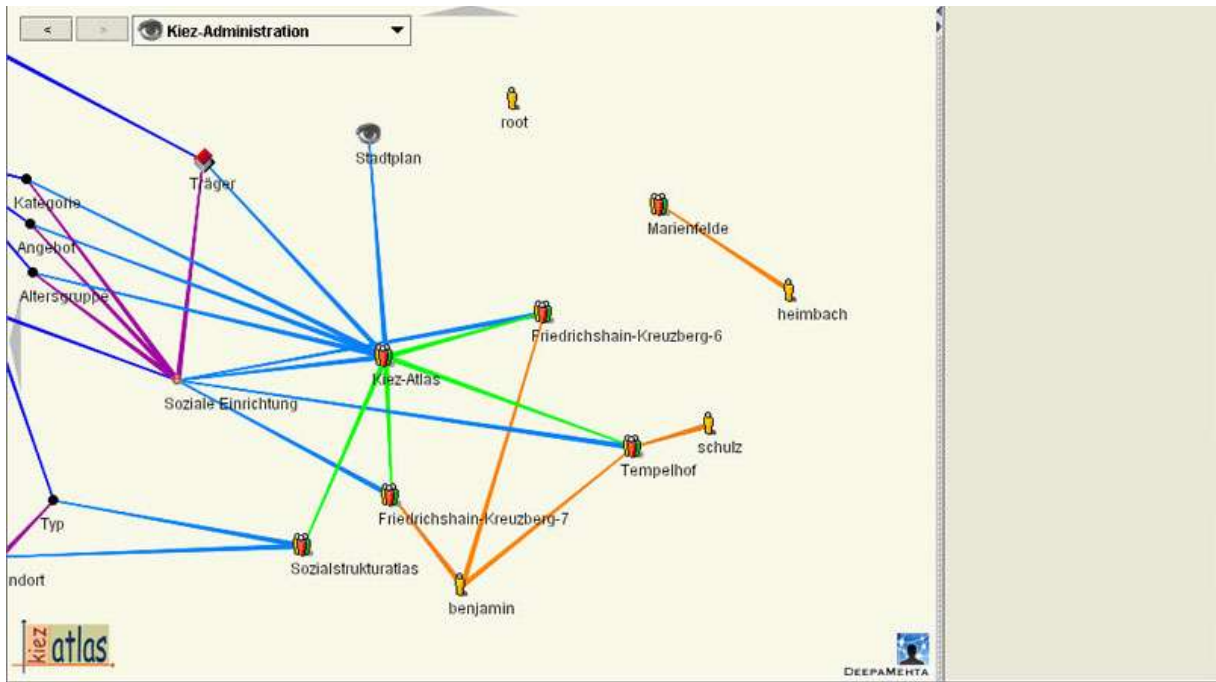 <
>
Kiez-Administration
root
Stadtplan
Träger
Kategorie
Marienfelde
Angebot
Altersgruppe
heimbach
Friedrichshain-Kreuzberg-6
Kiez-Atlas
Soziale Einrichtung
schulz
Tempelhof
Friedrichshain-Kreuzberg-7
Typ
Sozialstrukturatlas
ndort
benjamin
kiez
atlas
DEEPAMEHTA